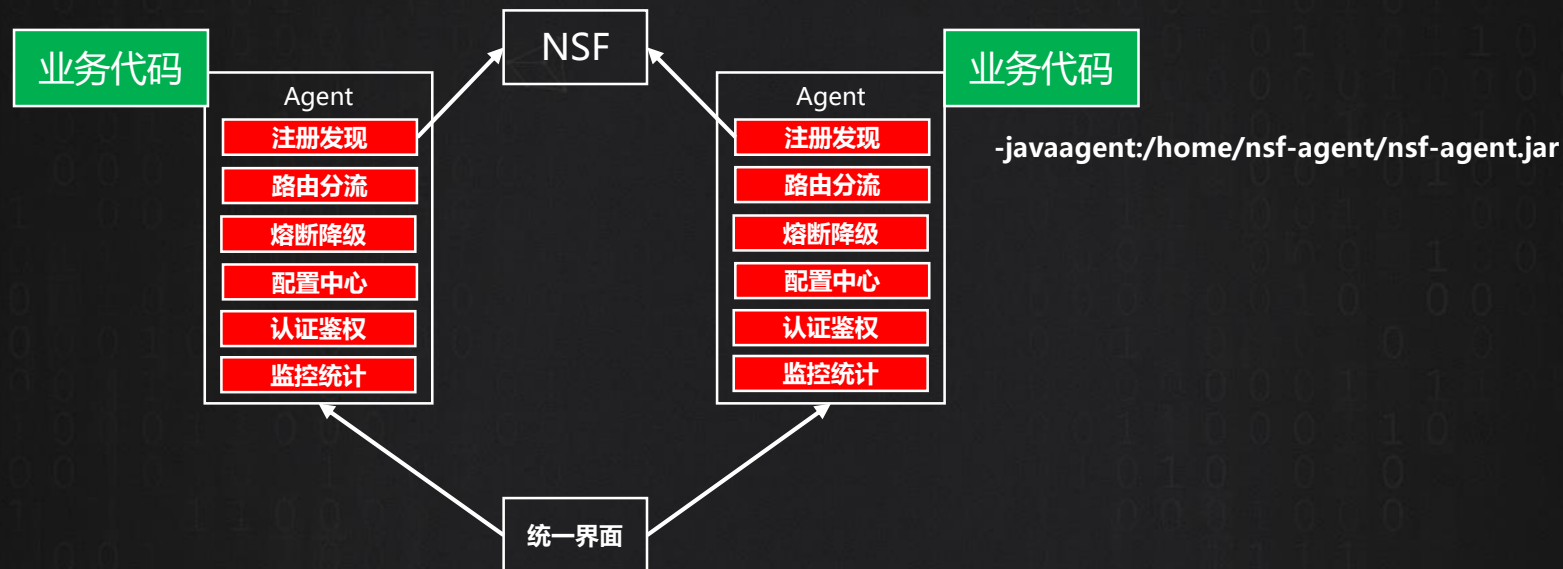 业务代码
Agent
注册发现
路由分流
熔断降级
配置中心
认证鉴权
监控统计
NSF
业务代码
Agent
注册发现
路由分流
熔断降级
配置中心
认证鉴权
监控统计
-javaagent:/home/nsf-agent/nsf-agent.jar
统一界面